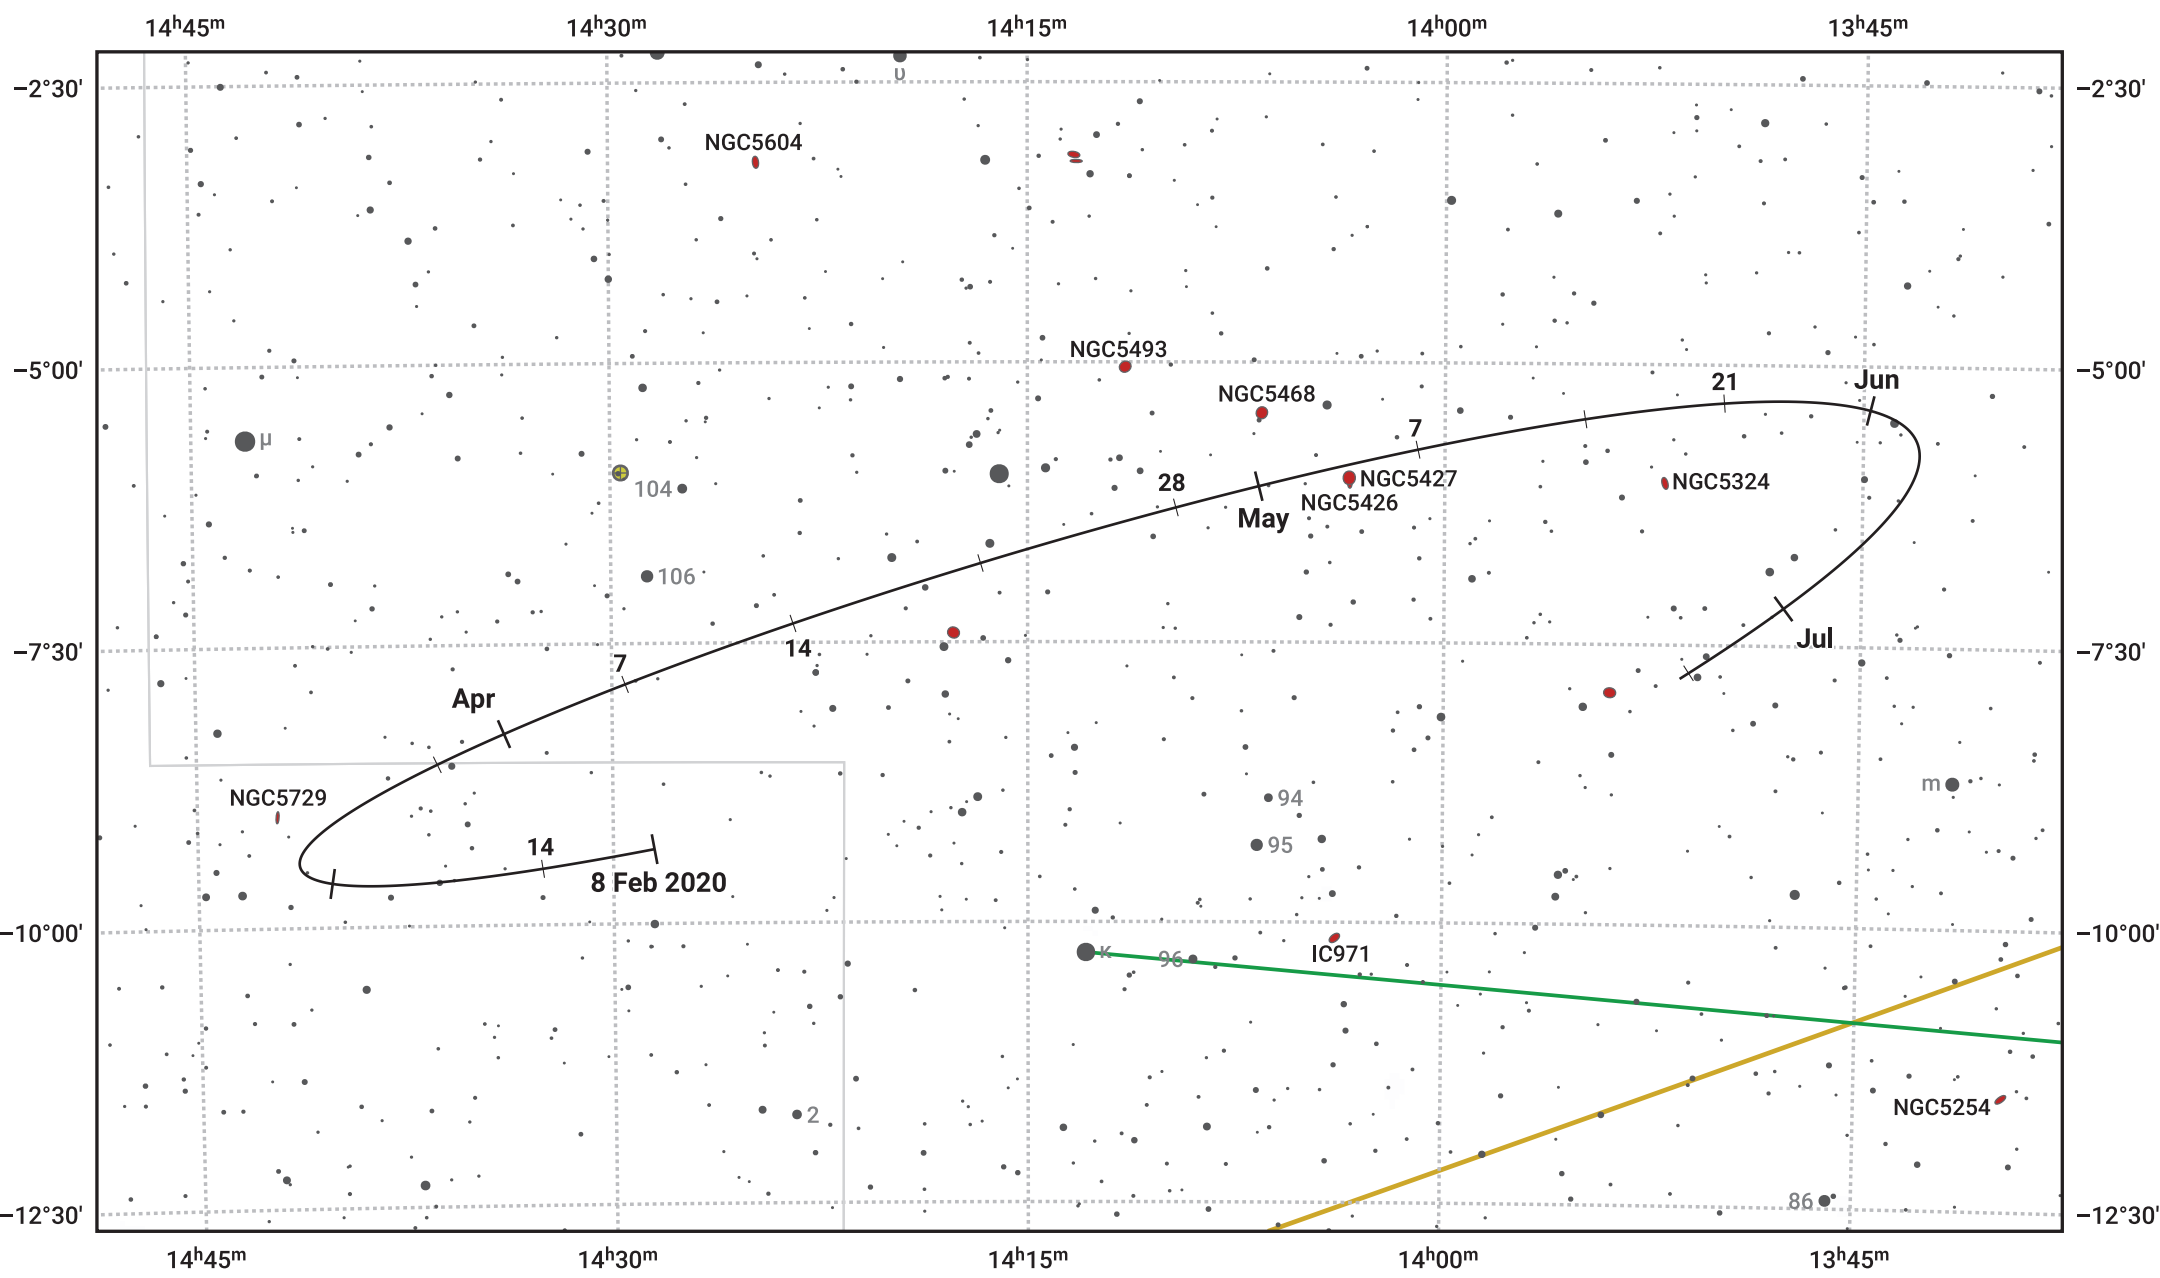 14ʰ45ᵐ 14ʰ30ᵐ 14ʰ15ᵐ 14ʰ00ᵐ 13ʰ45ᵐ
υ
−2°30' −2°30'
NGC5604
NGC5493
−5°00' −5°00'
21 Jun
NGC5468
7
μ
NGC5427
104 28 NGC5324
NGC5426
May
106
Jul
14
−7°30' −7°30'
7
Apr
m
NGC5729 94
14 95
8 Feb 2020
−10°00' −10°00'
κ 96 IC971
NGC5254
2
86
−12°30' −12°30'
14ʰ45ᵐ 14ʰ30ᵐ 14ʰ15ᵐ 14ʰ00ᵐ 13ʰ45ᵐ